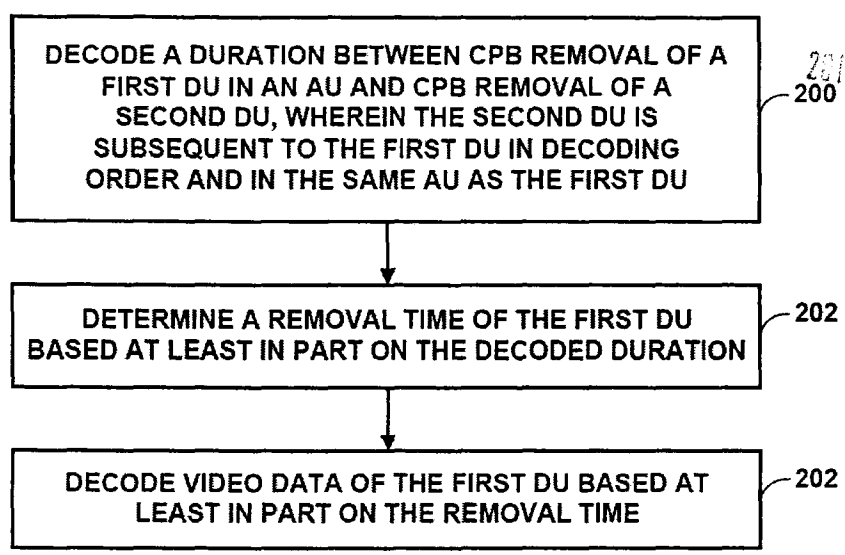 DECODE A DURATION BETWEEN CPB REMOVAL OF A
FIRST DU IN AN AU AND CPB REMOVAL OF A
SECOND DU, WHEREIN THE SECOND DU IS
SUBSEQUENT TO THE FIRST DU IN DECODING
ORDER AND IN THE SAME AU AS THE FIRST DU
200
DETERMINE A REMOVAL TIME OF THE FIRST DU
BASED AT LEAST IN PART ON THE DECODED DURATION
202
DECODE VIDEO DATA OF THE FIRST DU BASED AT
LEAST IN PART ON THE REMOVAL TIME
202